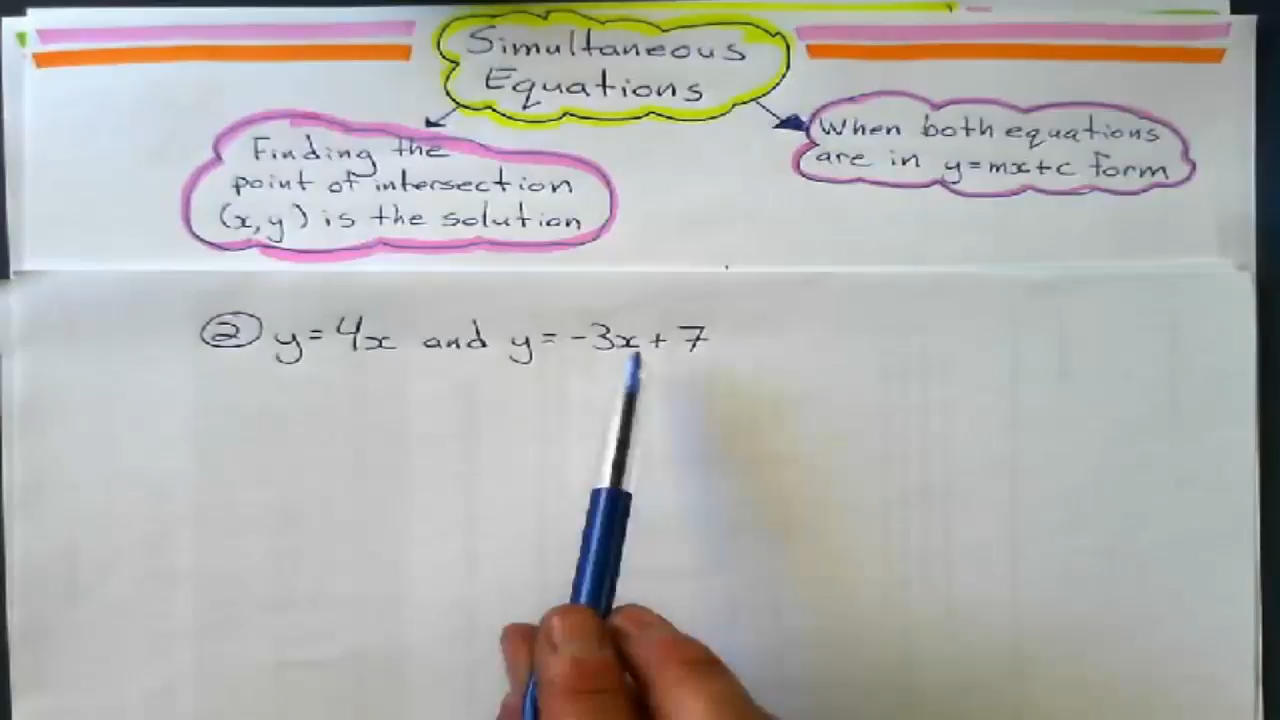 Simultaneous
Equations
Finding the
point of intersection
(x,y) is the solution
When both equations
are in y=mx+c form
② y=4x and y=-3x+7